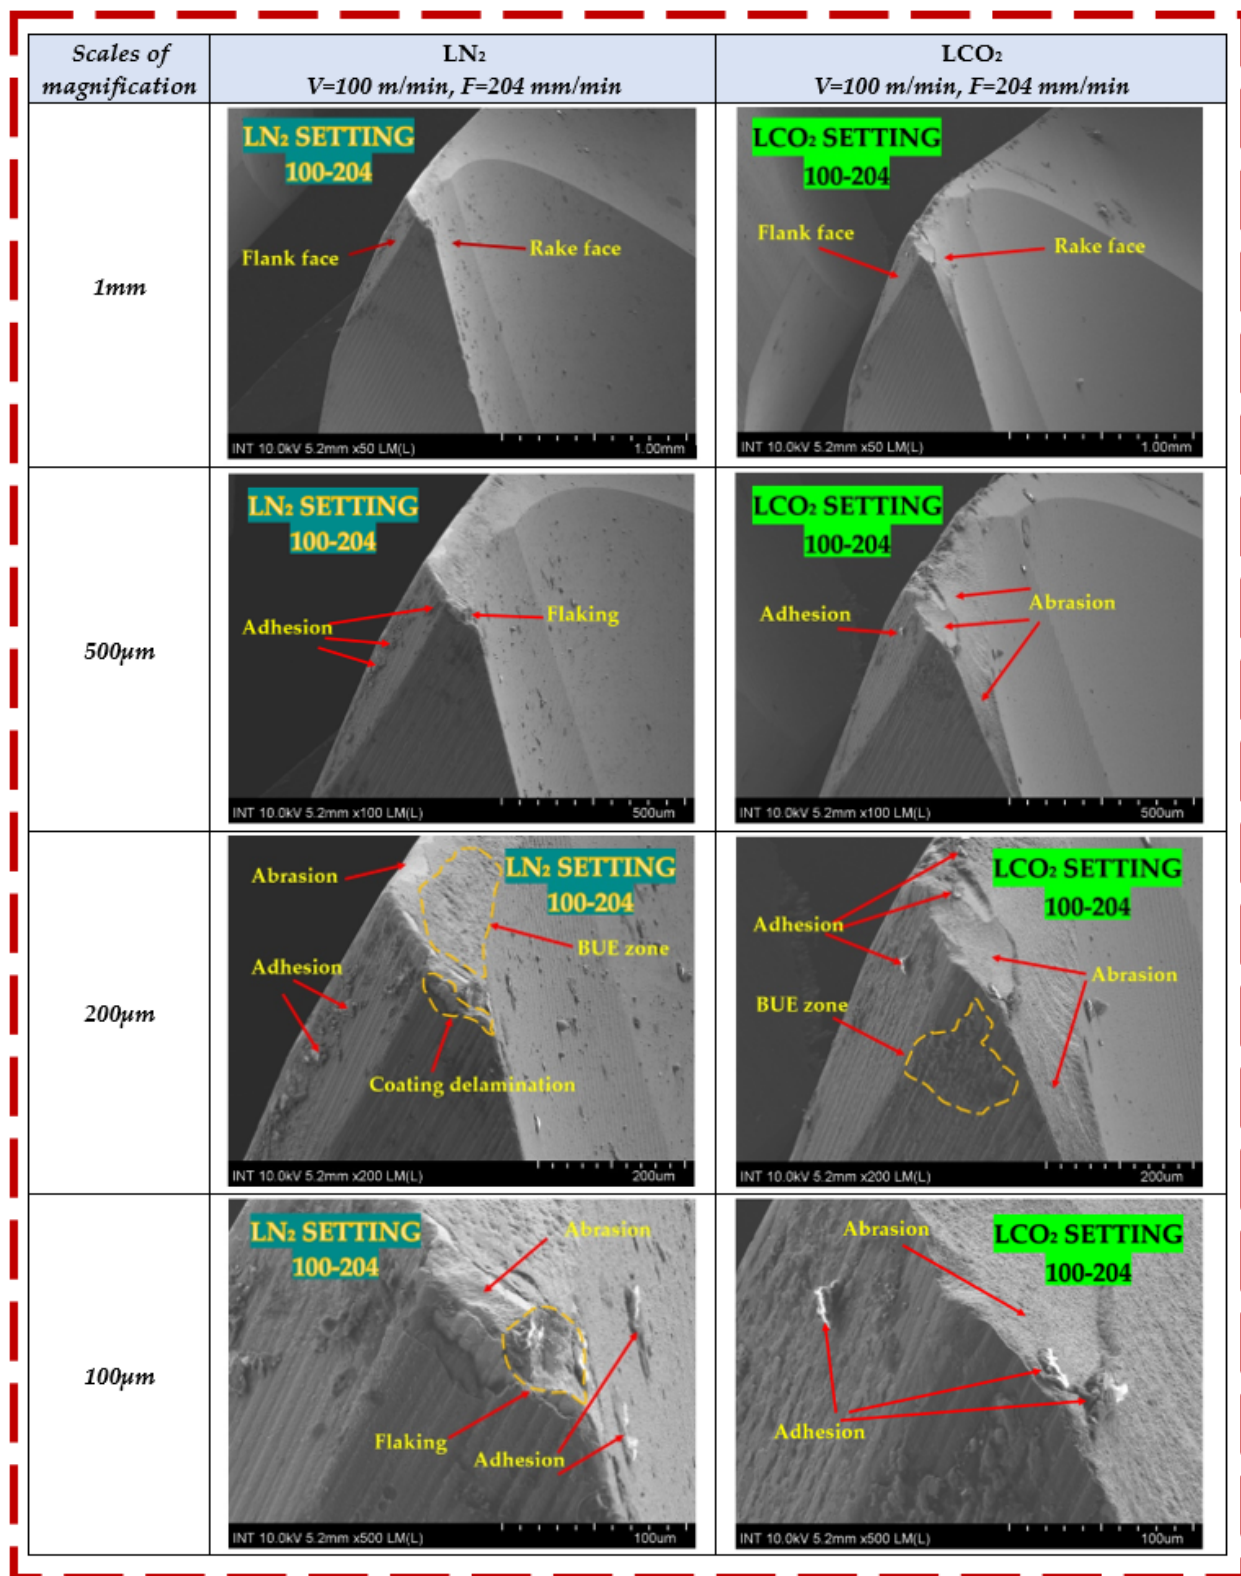 Scales of magnification
LN₂
V=100 m/min, F=204 mm/min
LCO₂
V=100 m/min, F=204 mm/min
1mm
LN₂ SETTING
100-204
Flank face
Rake face
INT 10.0kV 5.2mm x50 LM(L)
1.00mm
LCO₂ SETTING
100-204
Flank face
Rake face
INT 10.0kV 5.2mm x50 LM(L)
1.00mm
500µm
LN₂ SETTING
100-204
Adhesion
Flaking
INT 10.0kV 5.2mm x100 LM(L)
500um
LCO₂ SETTING
100-204
Adhesion
Abrasion
INT 10.0kV 5.2mm x100 LM(L)
500um
200µm
Abrasion
LN₂ SETTING
100-204
BUE zone
Adhesion
Coating delamination
INT 10.0kV 5.2mm x200 LM(L)
200um
LCO₂ SETTING
100-204
Adhesion
Abrasion
BUE zone
INT 10.0kV 5.2mm x200 LM(L)
200um
100µm
LN₂ SETTING
100-204
Abrasion
Flaking
Adhesion
INT 10.0kV 5.2mm x500 LM(L)
100um
Abrasion
LCO₂ SETTING
100-204
Adhesion
INT 10.0kV 5.2mm x500 LM(L)
100um